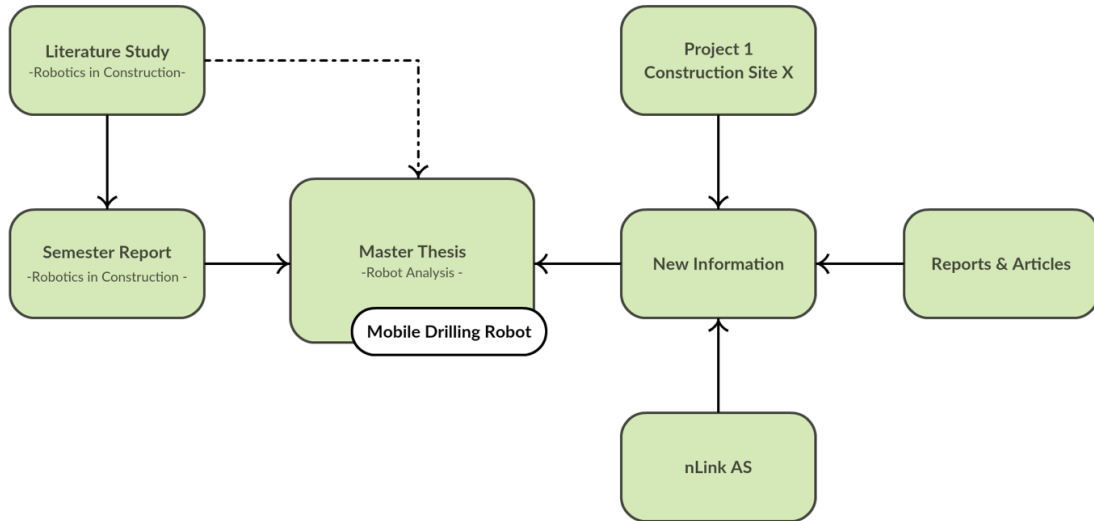 Literature Study
-Robotics in Construction-
Project 1
Construction Site X
Semester Report
-Robotics in Construction -
Master Thesis
-Robot Analysis -
Mobile Drilling Robot
New Information
Reports & Articles
nLink AS